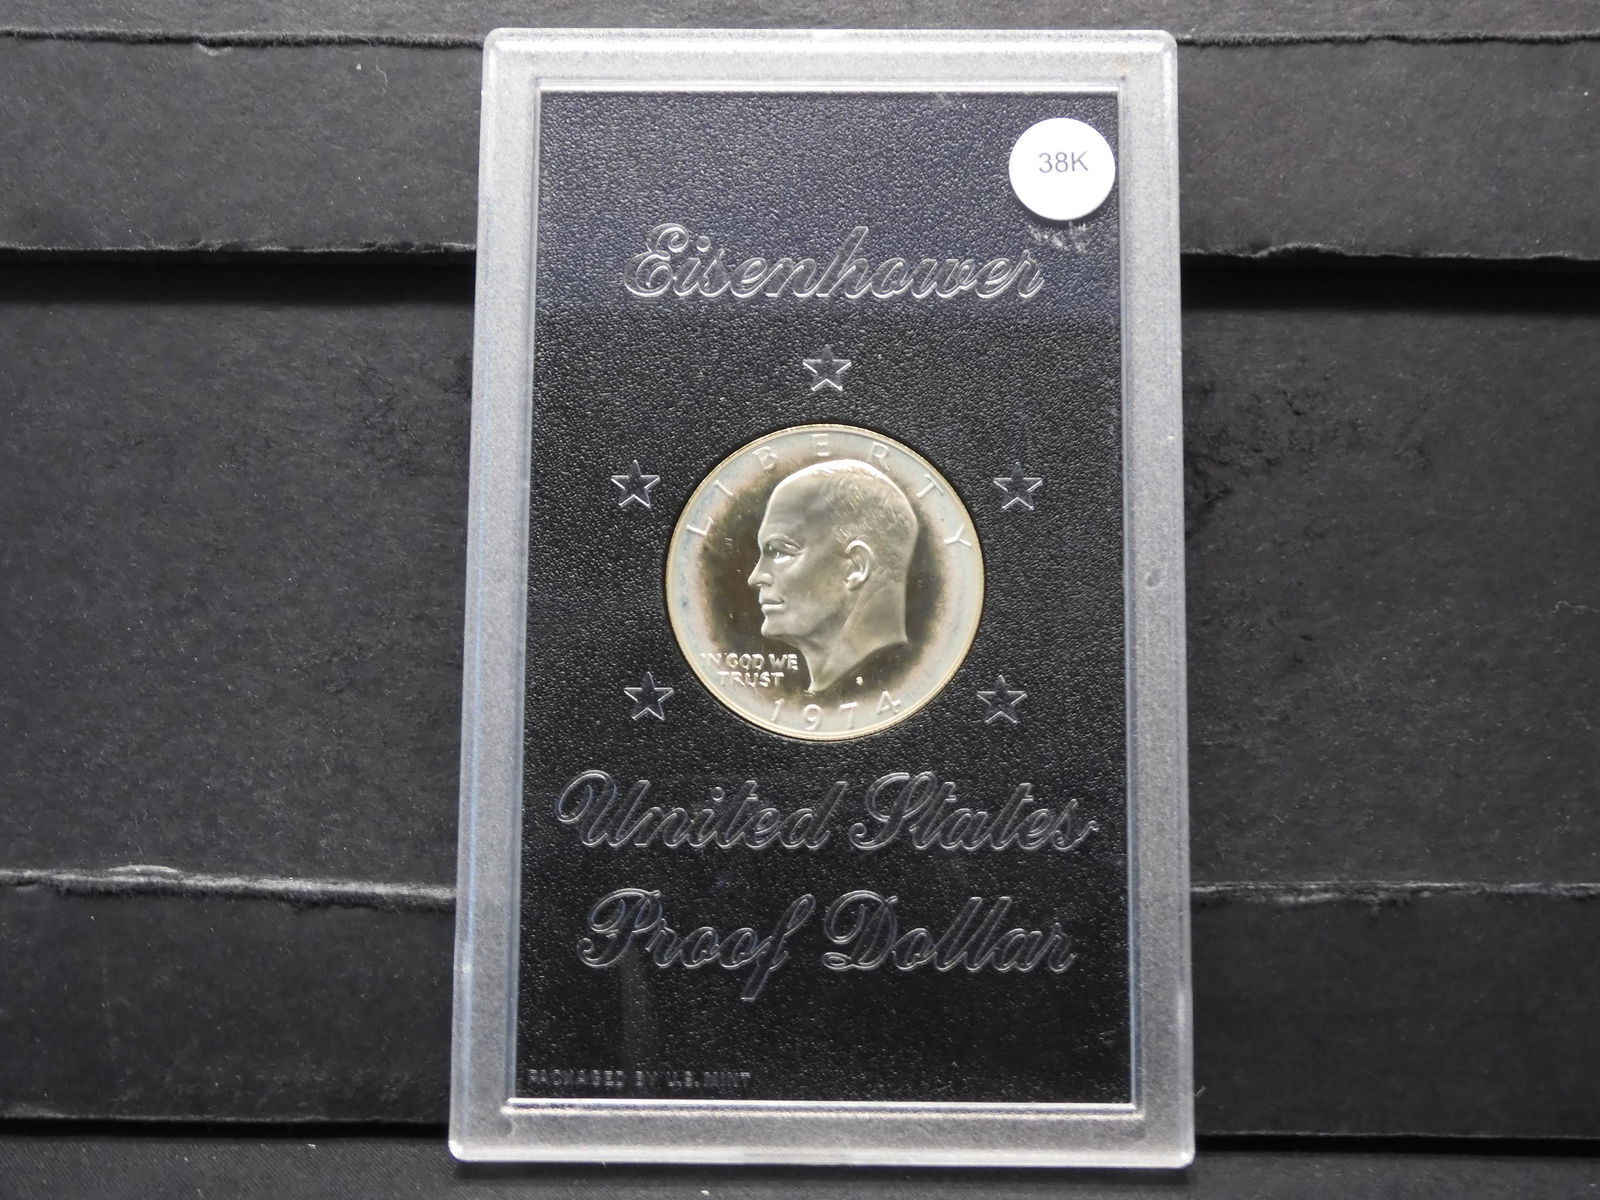 38K
Eisenhower
LIBERTY
IN GOD WE
TRUST
S
1974
United States
Proof Dollar
PACKAGED BY U.S. MINT